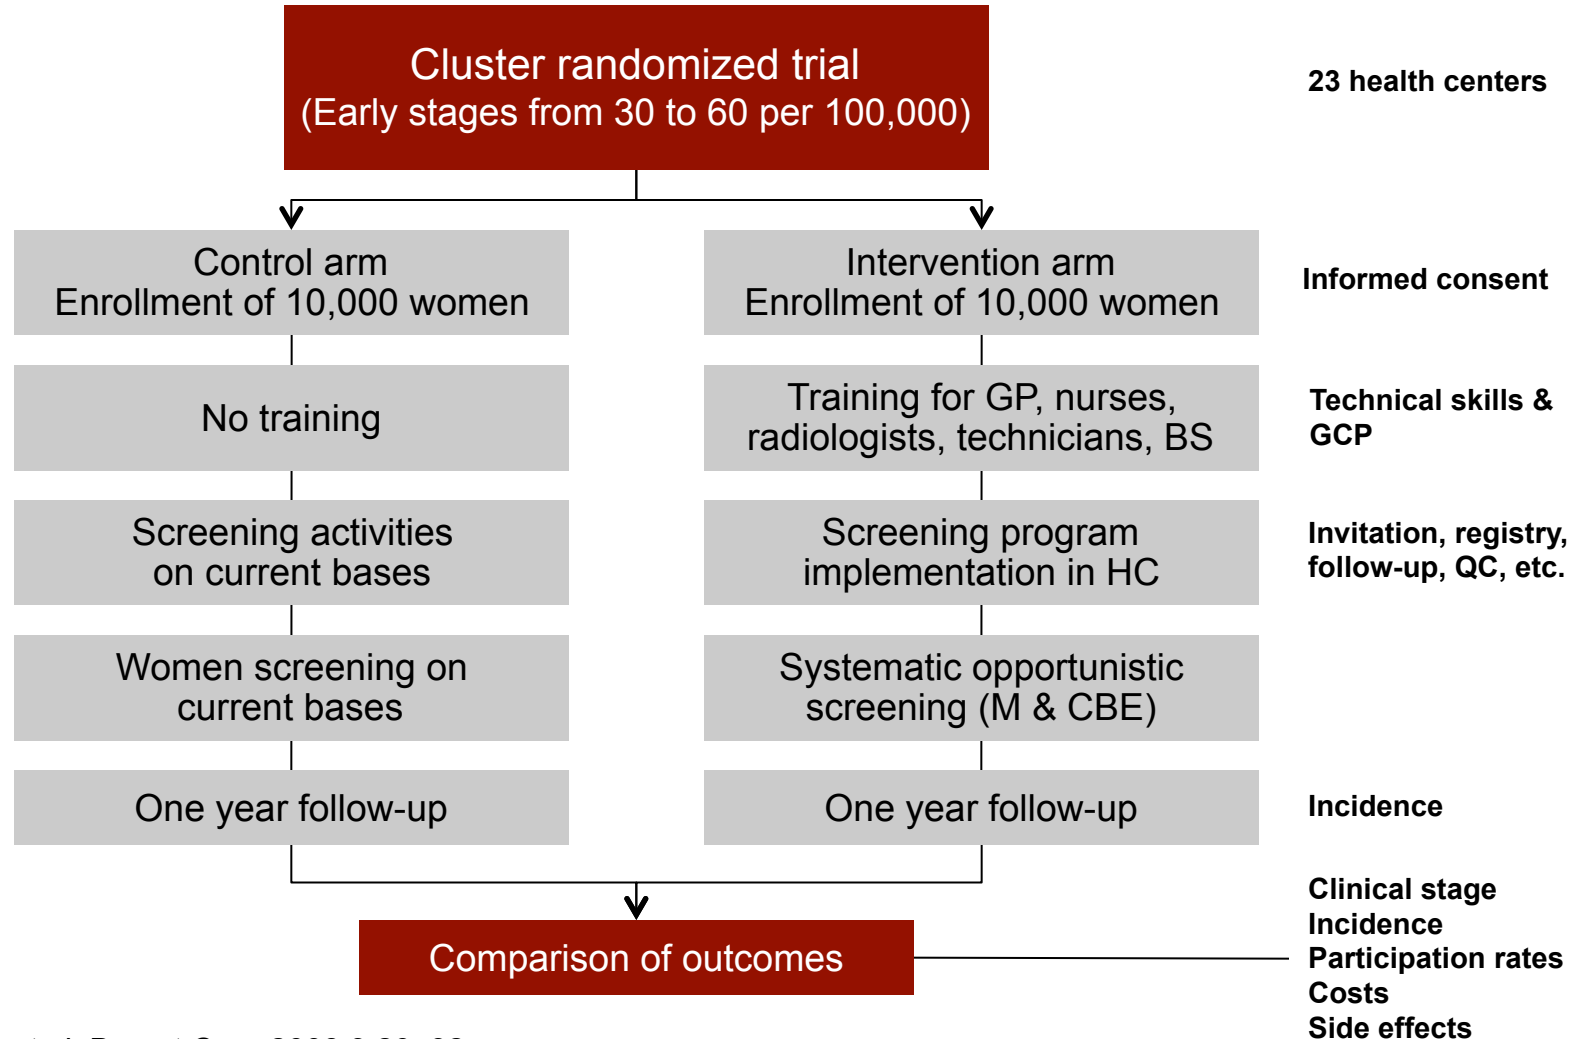 Cluster randomized trial
(Early stages from 30 to 60 per 100,000)
23 health centers
Control arm
Enrollment of 10,000 women
Intervention arm
Enrollment of 10,000 women
Informed consent
No training
Training for GP, nurses,
radiologists, technicians, BS
Technical skills &
GCP
Screening activities
on current bases
Screening program
implementation in HC
Invitation, registry,
follow-up, QC, etc.
Women screening on
current bases
Systematic opportunistic
screening (M & CBE)
One year follow-up
One year follow-up
Incidence
Comparison of outcomes
Clinical stage
Incidence
Participation rates
Costs
Side effects